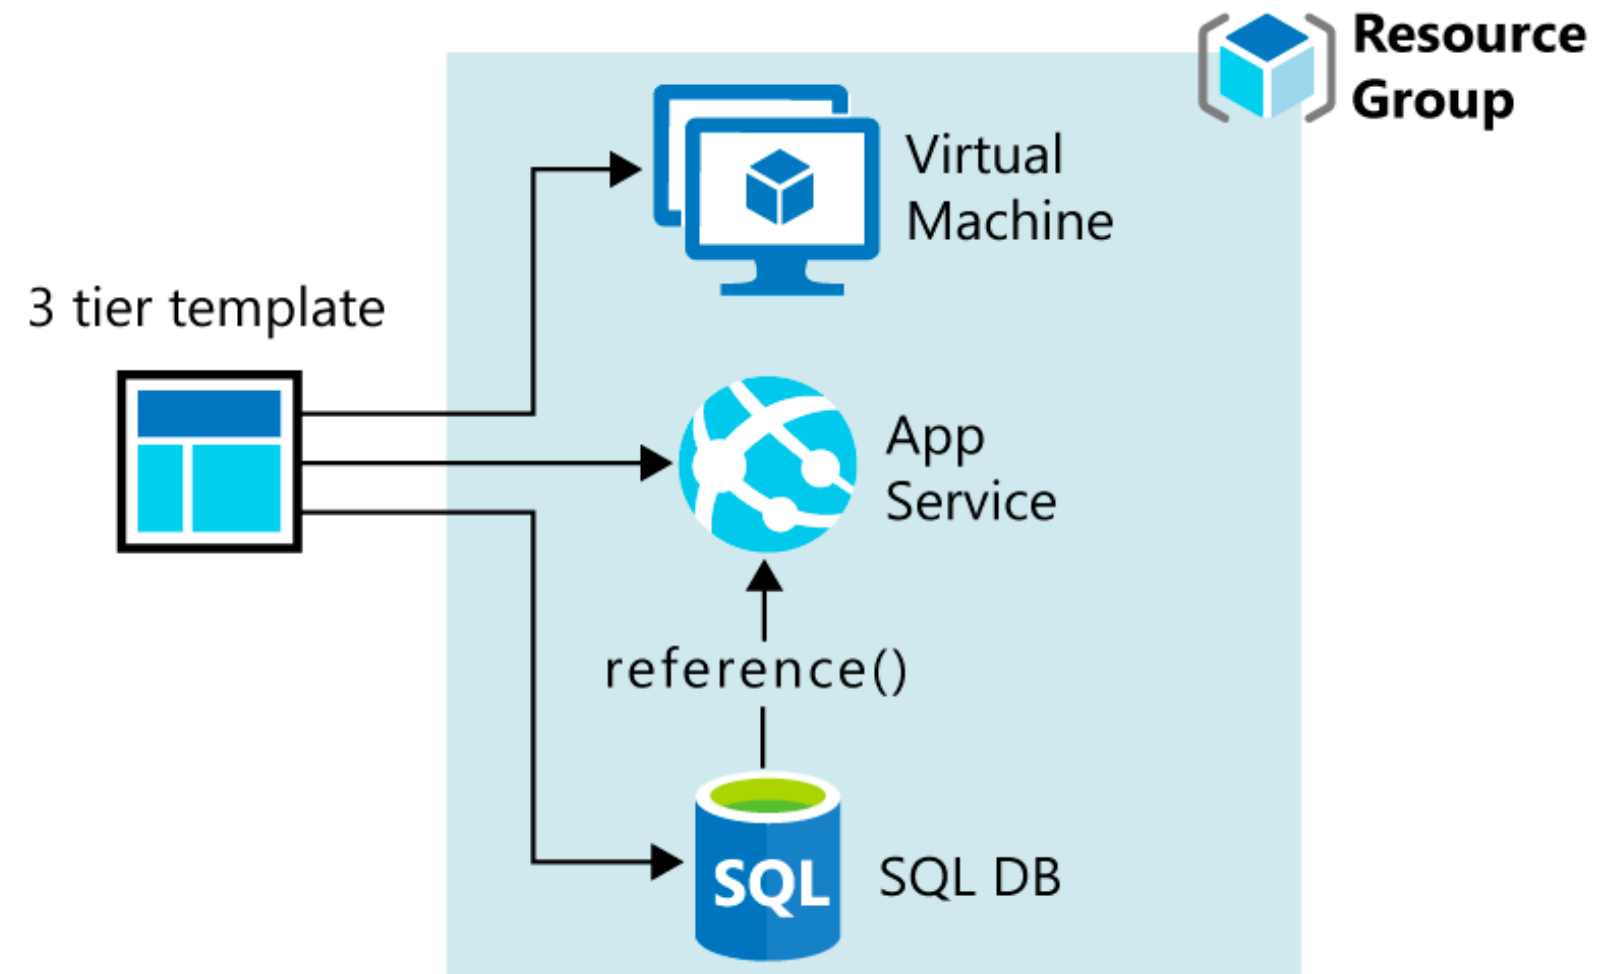 Resource
Group
Virtual
Machine
3 tier template
App
Service
reference()
SQL
SQL DB